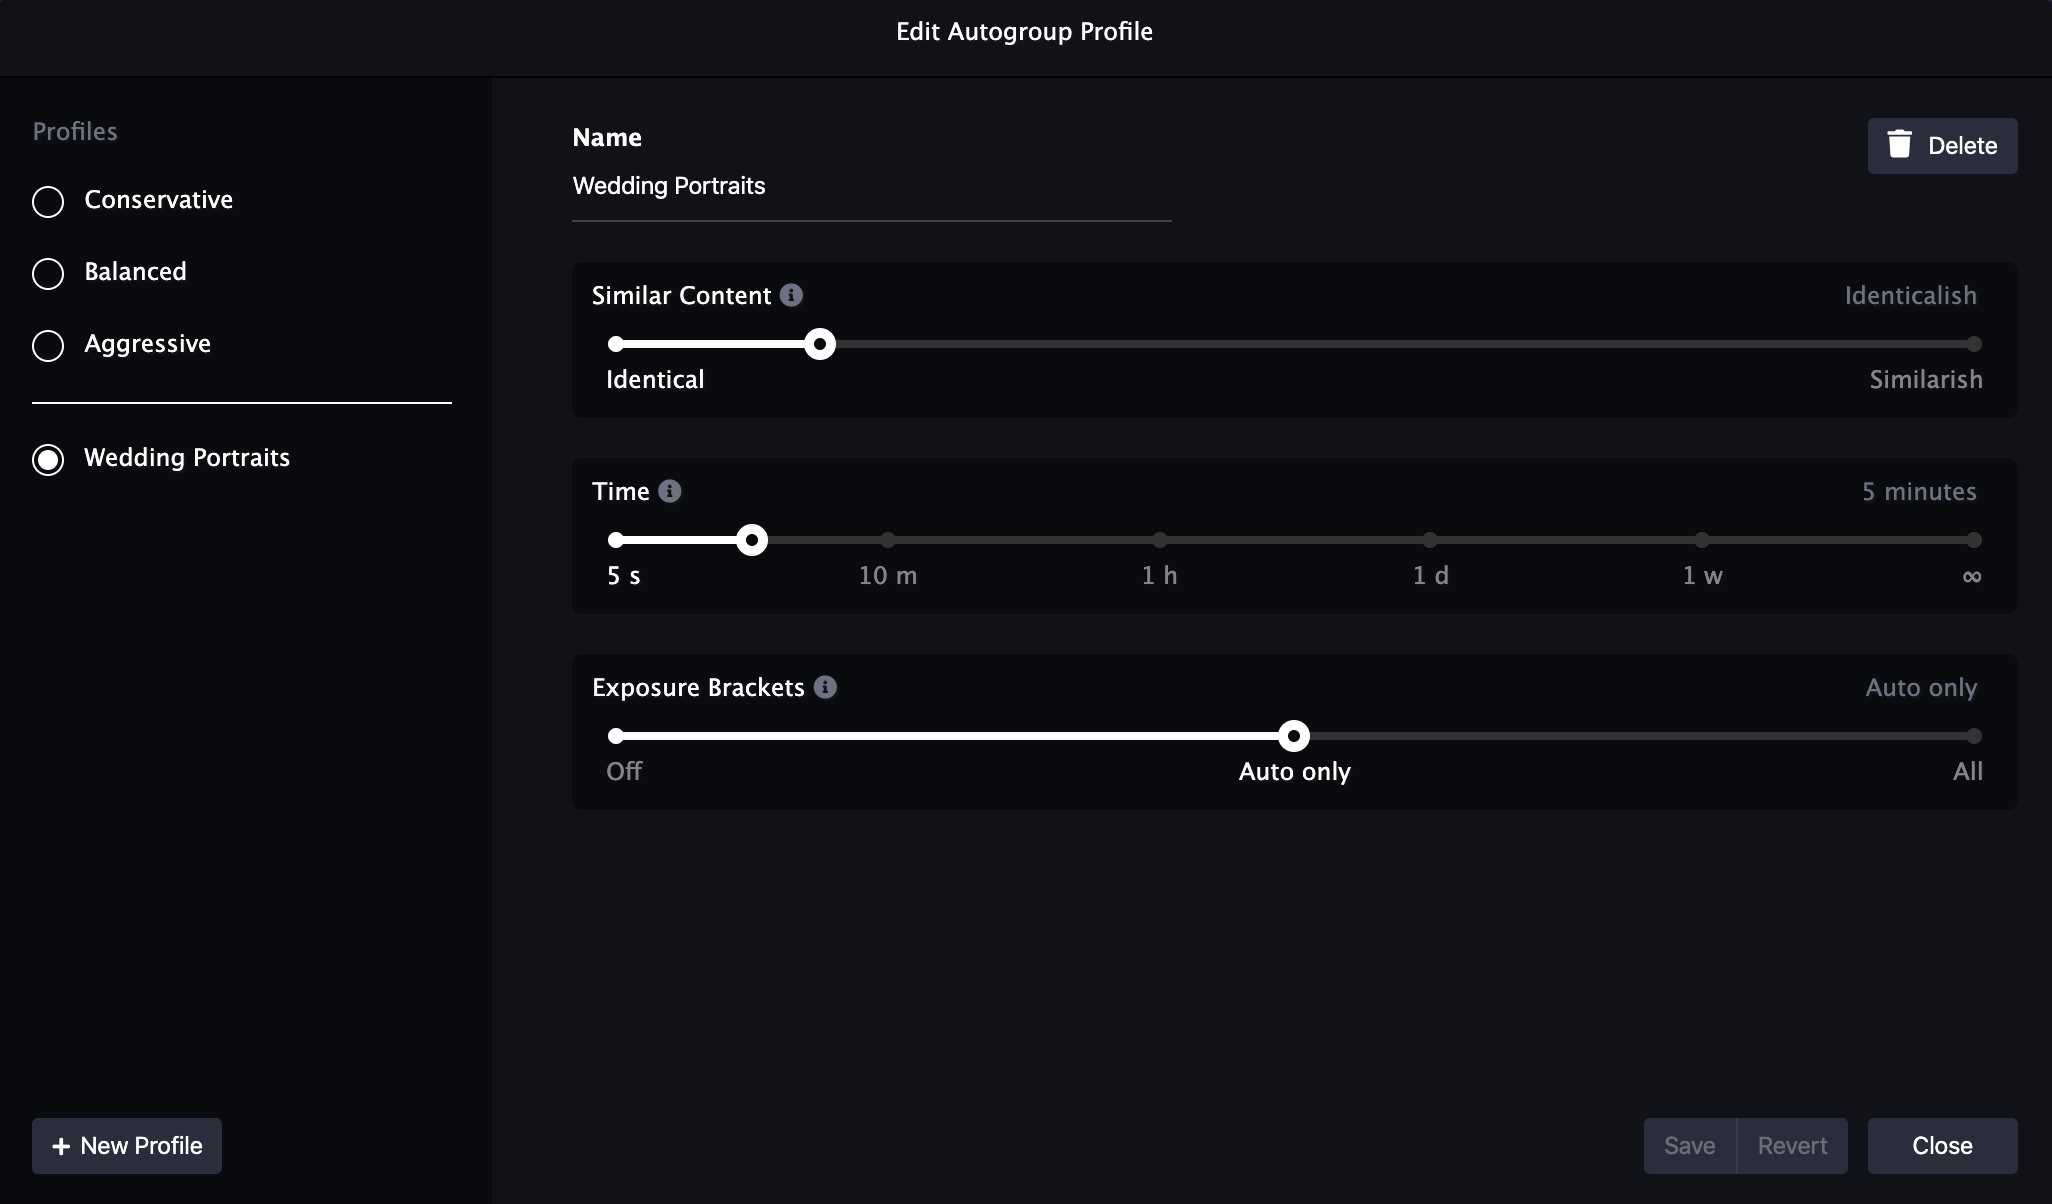 Edit Autogroup Profile
Profiles
Conservative
Balanced
Aggressive
Wedding Portraits
New Profile
Name
Wedding Portraits
Delete
Similar Content
Identicalish
Identical
Similarish
Time
5 minutes
5 s
10 m
1 h
1 d
1 w
∞
Exposure Brackets
Auto only
Off
Auto only
All
Save
Revert
Close